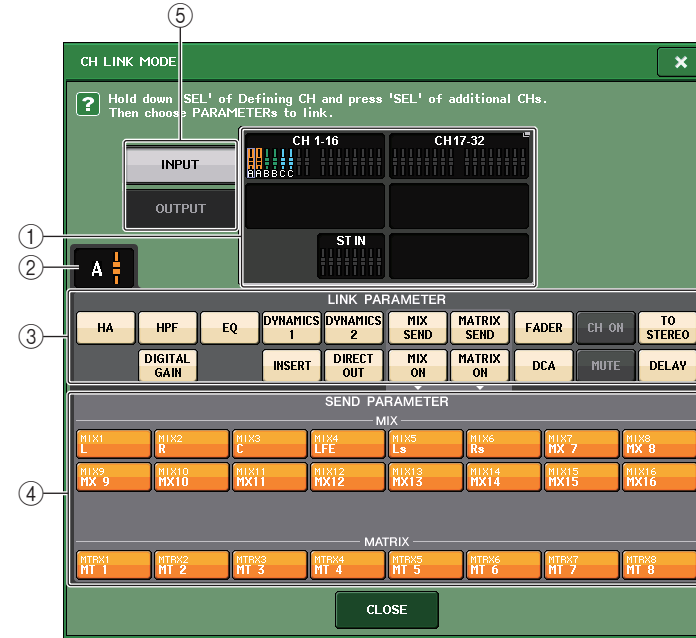 ⑤
CH LINK MODE
? Hold down 'SEL' of Defining CH and press 'SEL' of additional CHs.
Then choose PARAMETERs to link.
INPUT
OUTPUT
CH 1-16
CH17-32
AABBCC
ST IN
①
②
A
LINK PARAMETER
③
HA
HPF
EQ
DYNAMICS 1
DYNAMICS 2
MIX SEND
MATRIX SEND
FADER
CH ON
TO STEREO
DIGITAL GAIN
INSERT
DIRECT OUT
MIX ON
MATRIX ON
DCA
MUTE
DELAY
SEND PARAMETER
MIX
MIX1 L
MIX2 R
MIX3 C
MIX4 LFE
MIX5 Ls
MIX6 Rs
MIX7 MX 7
MIX8 MX 8
④
MIX9 MX 9
MIX10 MX10
MIX11 MX11
MIX12 MX12
MIX13 MX13
MIX14 MX14
MIX15 MX15
MIX16 MX16
MATRIX
MTRX1 MT 1
MTRX2 MT 2
MTRX3 MT 3
MTRX4 MT 4
MTRX5 MT 5
MTRX6 MT 6
MTRX7 MT 7
MTRX8 MT 8
CLOSE